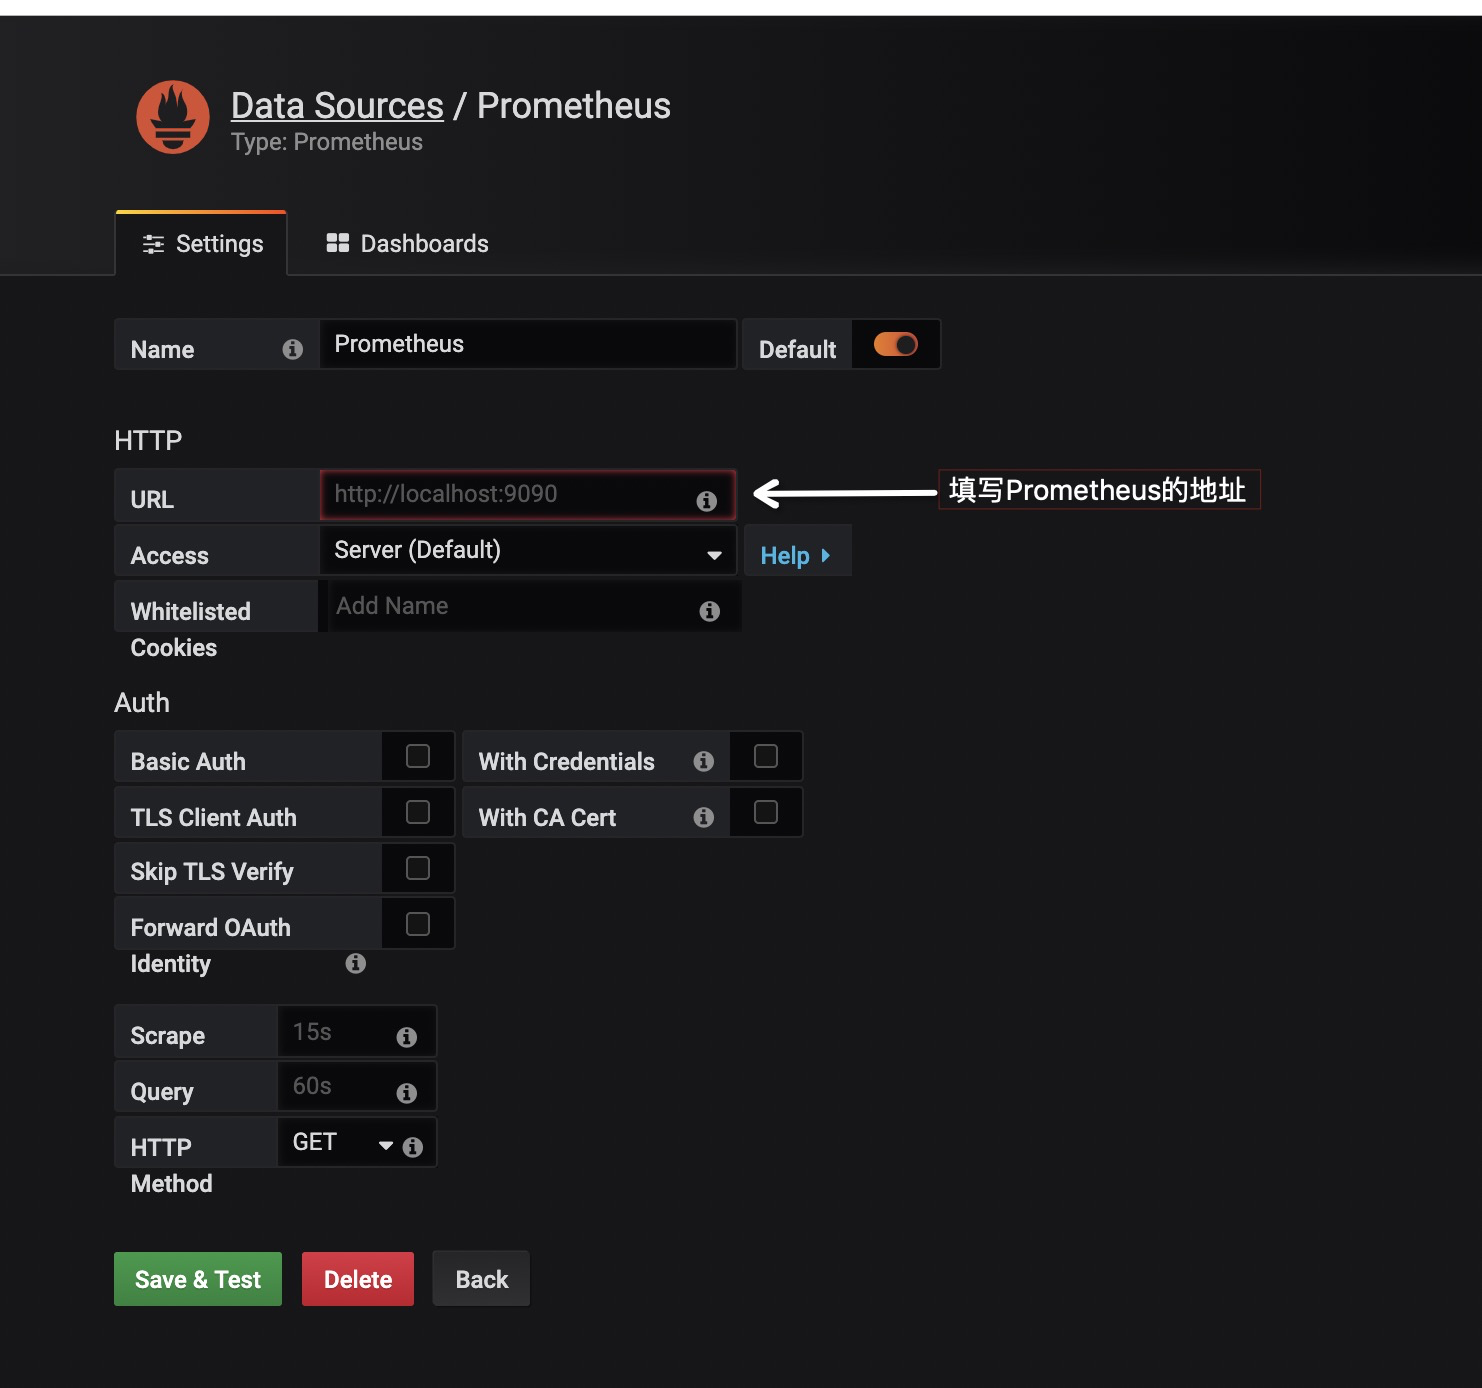 Data Sources / Prometheus
Type: Prometheus
Settings
Dashboards
Name
Prometheus
Default
HTTP
URL
http://localhost:9090
填写Prometheus的地址
Access
Server (Default)
Help
Whitelisted
Cookies
Add Name
Auth
Basic Auth
With Credentials
TLS Client Auth
With CA Cert
Skip TLS Verify
Forward OAuth
Identity
Scrape
15s
Query
60s
HTTP
Method
GET
Save & Test
Delete
Back